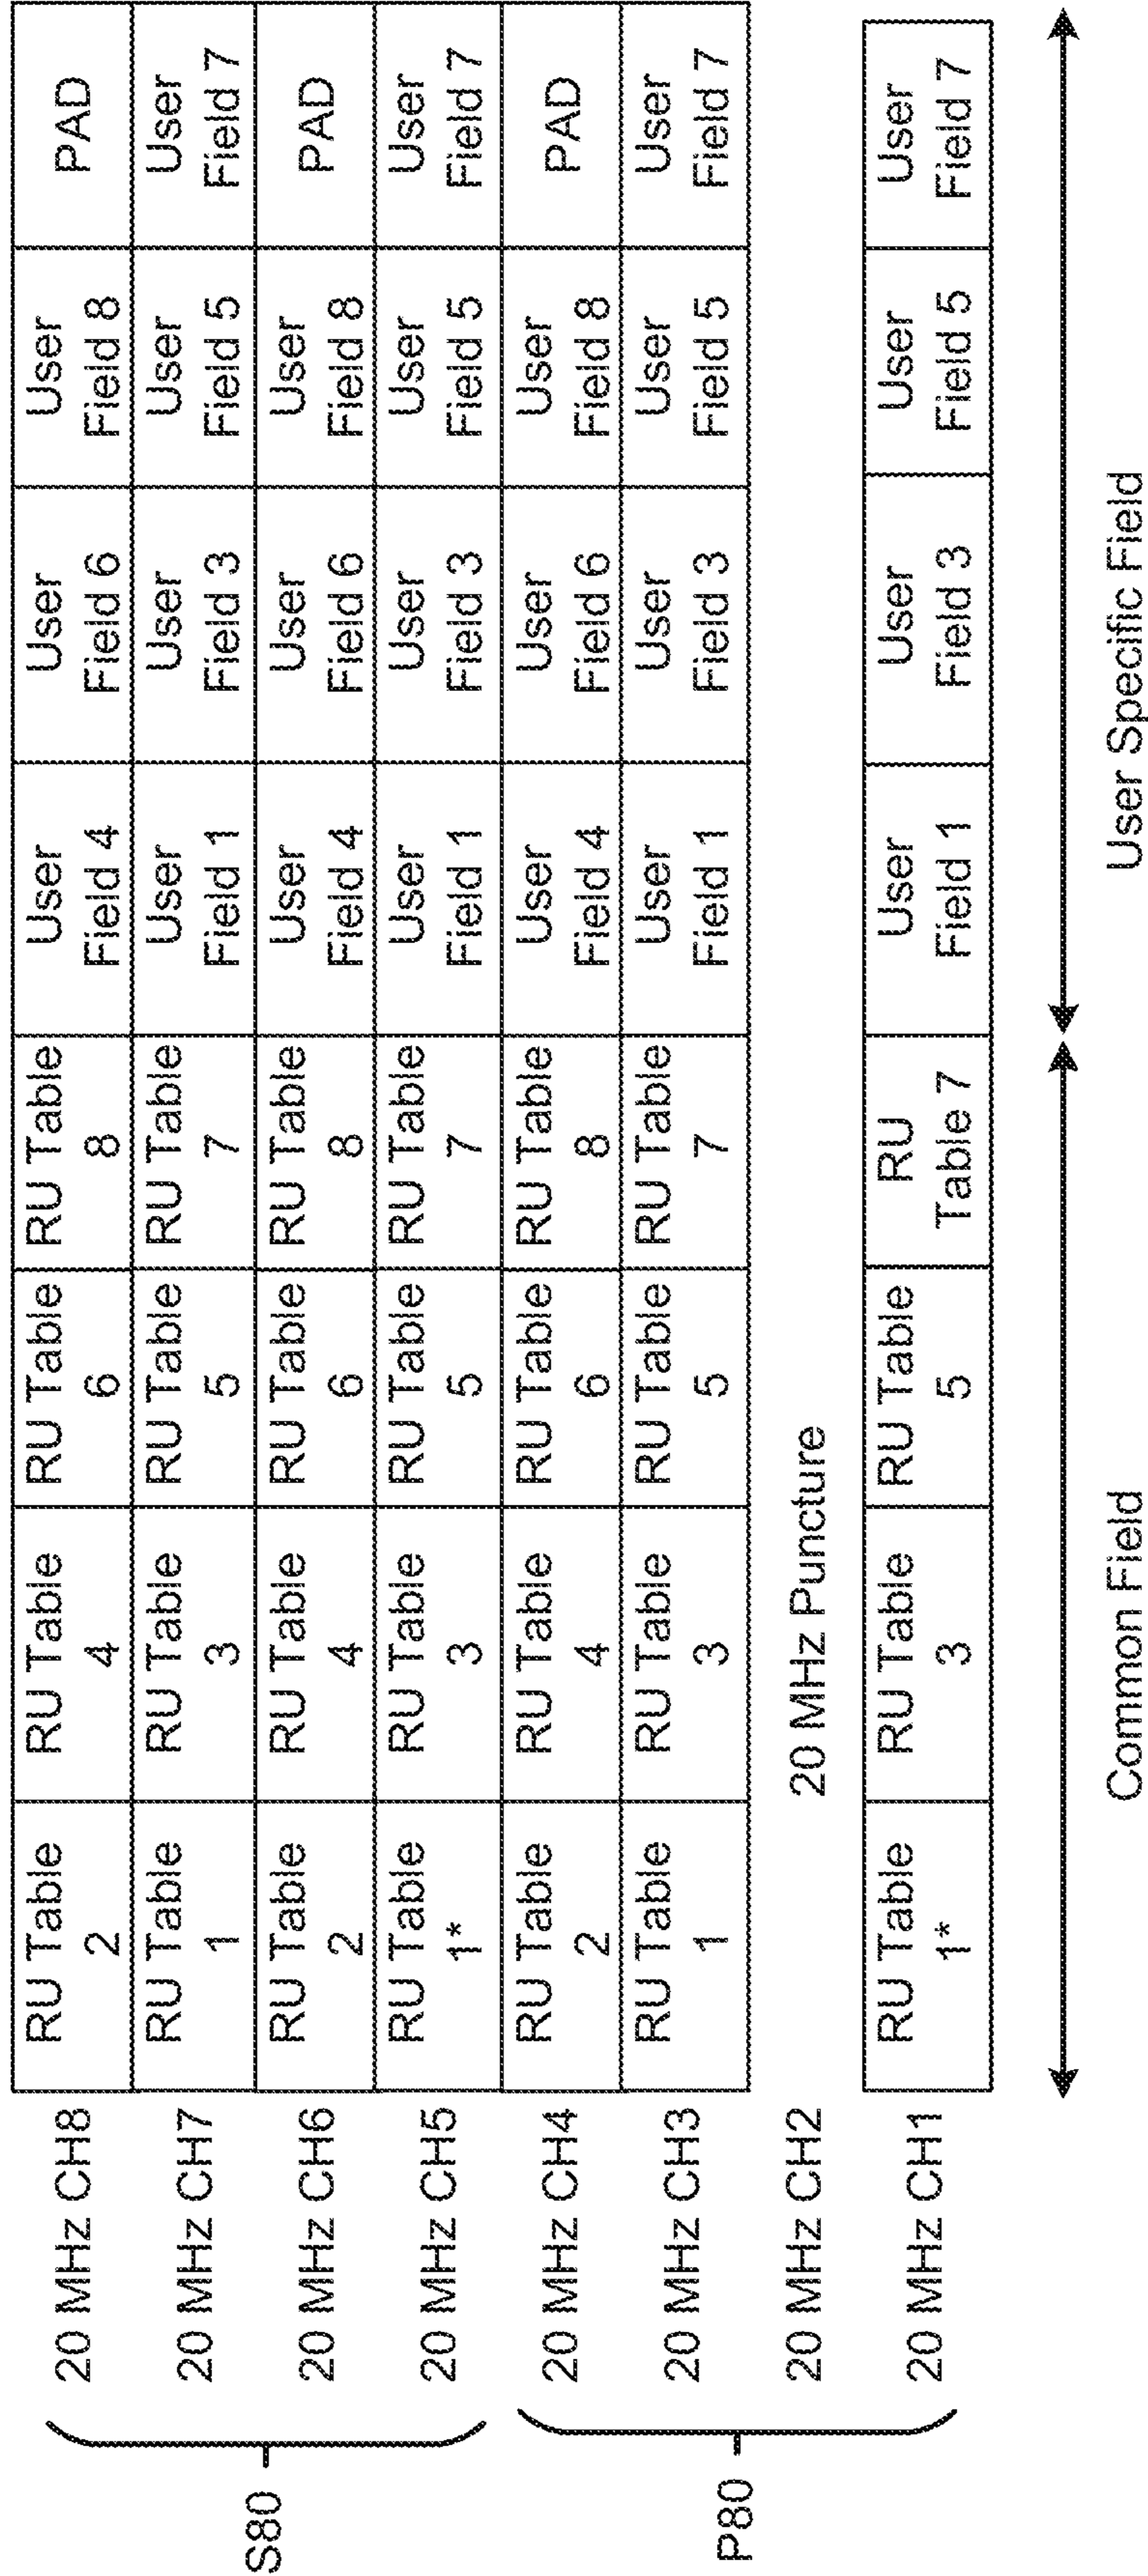 S80
20 MHz CH8
RU Table
2
RU Table
4
RU Table
6
RU Table
8
User
Field 4
User
Field 6
User
Field 8
PAD
20 MHz CH7
RU Table
1
RU Table
3
RU Table
5
RU Table
7
User
Field 1
User
Field 3
User
Field 5
User
Field 7
20 MHz CH6
RU Table
2
RU Table
4
RU Table
6
RU Table
8
User
Field 4
User
Field 6
User
Field 8
PAD
20 MHz CH5
RU Table
1*
RU Table
3
RU Table
5
RU Table
7
User
Field 1
User
Field 3
User
Field 5
User
Field 7
P80
20 MHz CH4
RU Table
2
RU Table
4
RU Table
6
RU Table
8
User
Field 4
User
Field 6
User
Field 8
PAD
20 MHz CH3
RU Table
1
RU Table
3
RU Table
5
RU Table
7
User
Field 1
User
Field 3
User
Field 5
User
Field 7
20 MHz CH2
20 MHz Puncture
20 MHz CH1
RU Table
1*
RU Table
3
RU Table
5
RU
Table 7
User
Field 1
User
Field 3
User
Field 5
User
Field 7
Common Field
User Specific Field